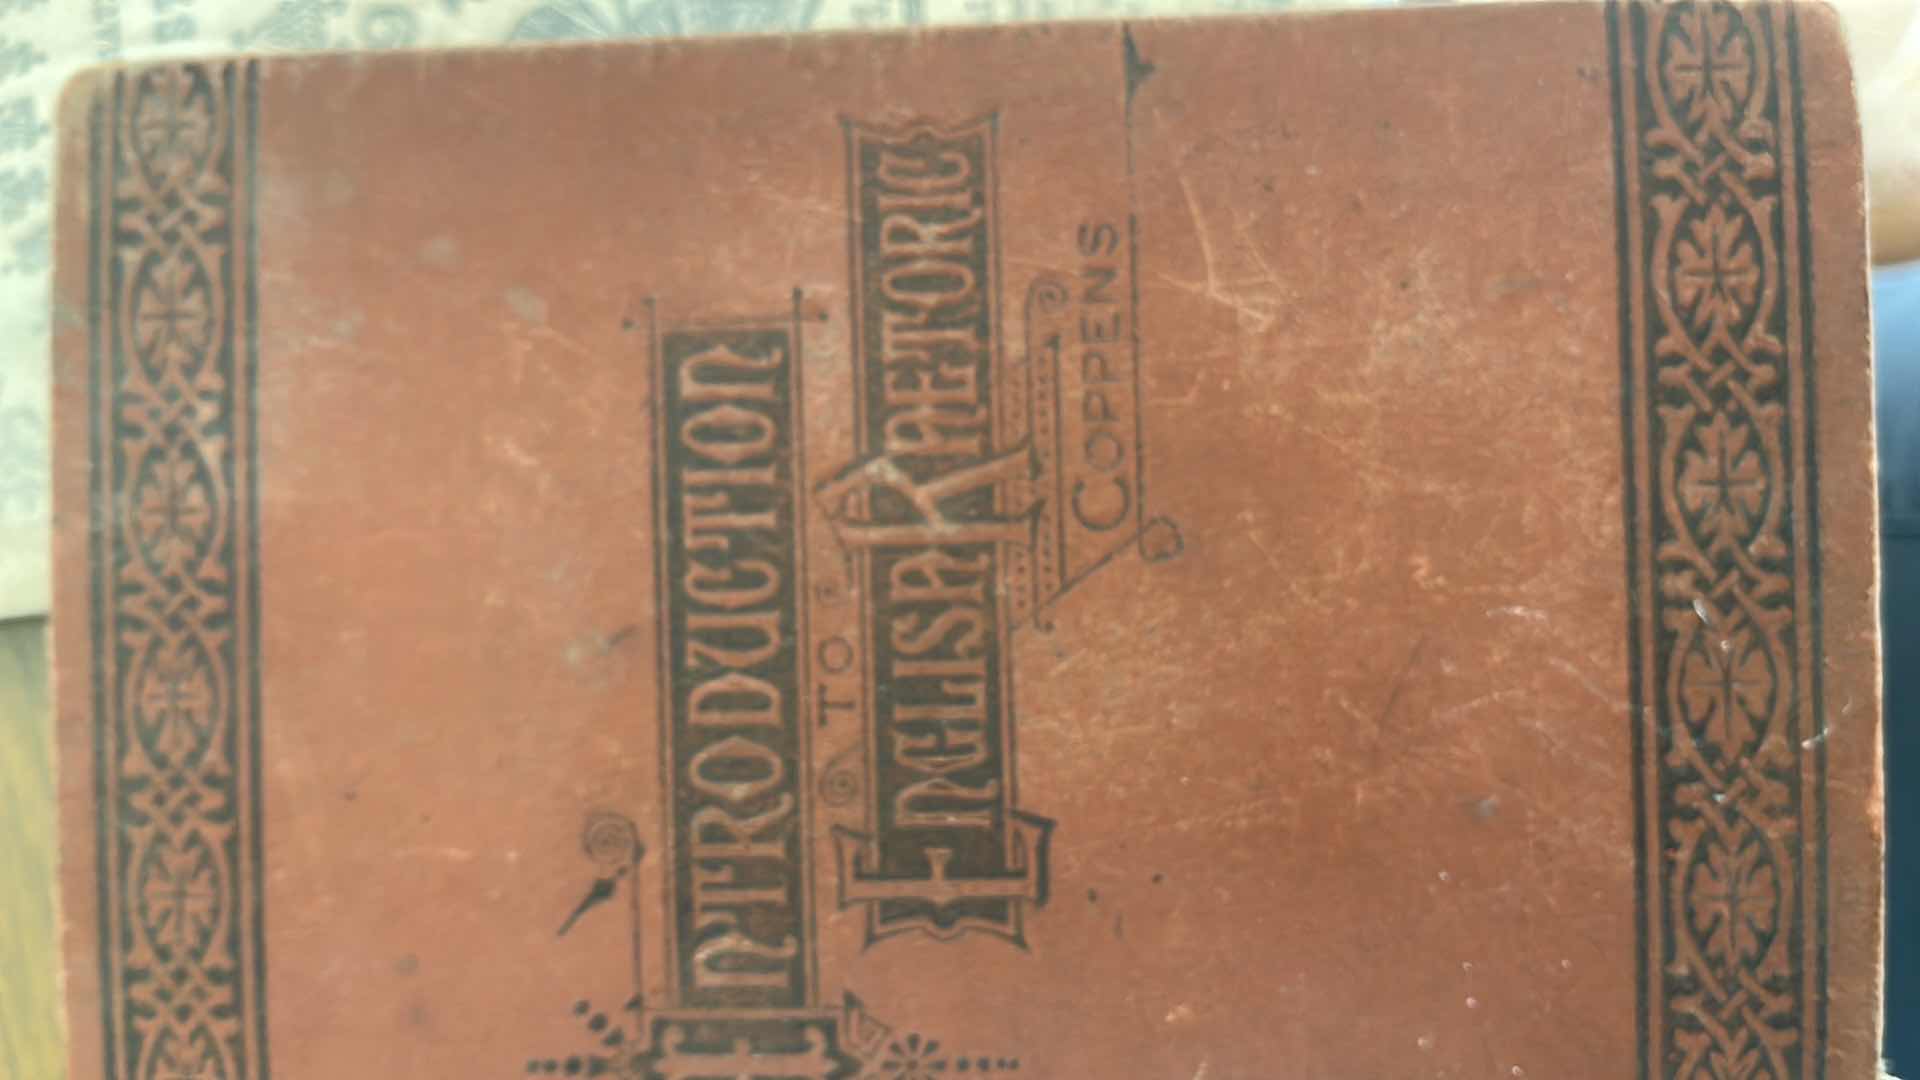 INTRODUCTION
TO
ENGLISH RHETORIC
COPPENS